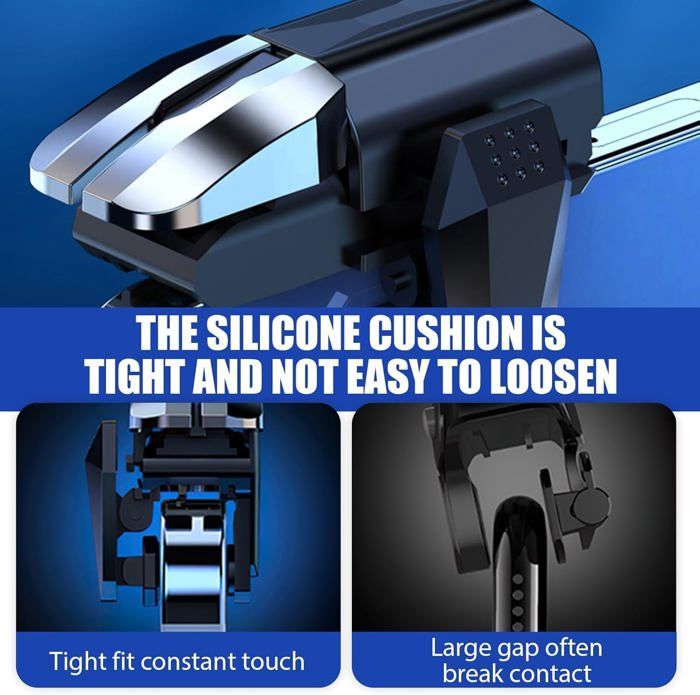 THE SILICONE CUSHION IS
TIGHT AND NOT EASY TO LOOSEN
Tight fit constant touch
Large gap often
break contact